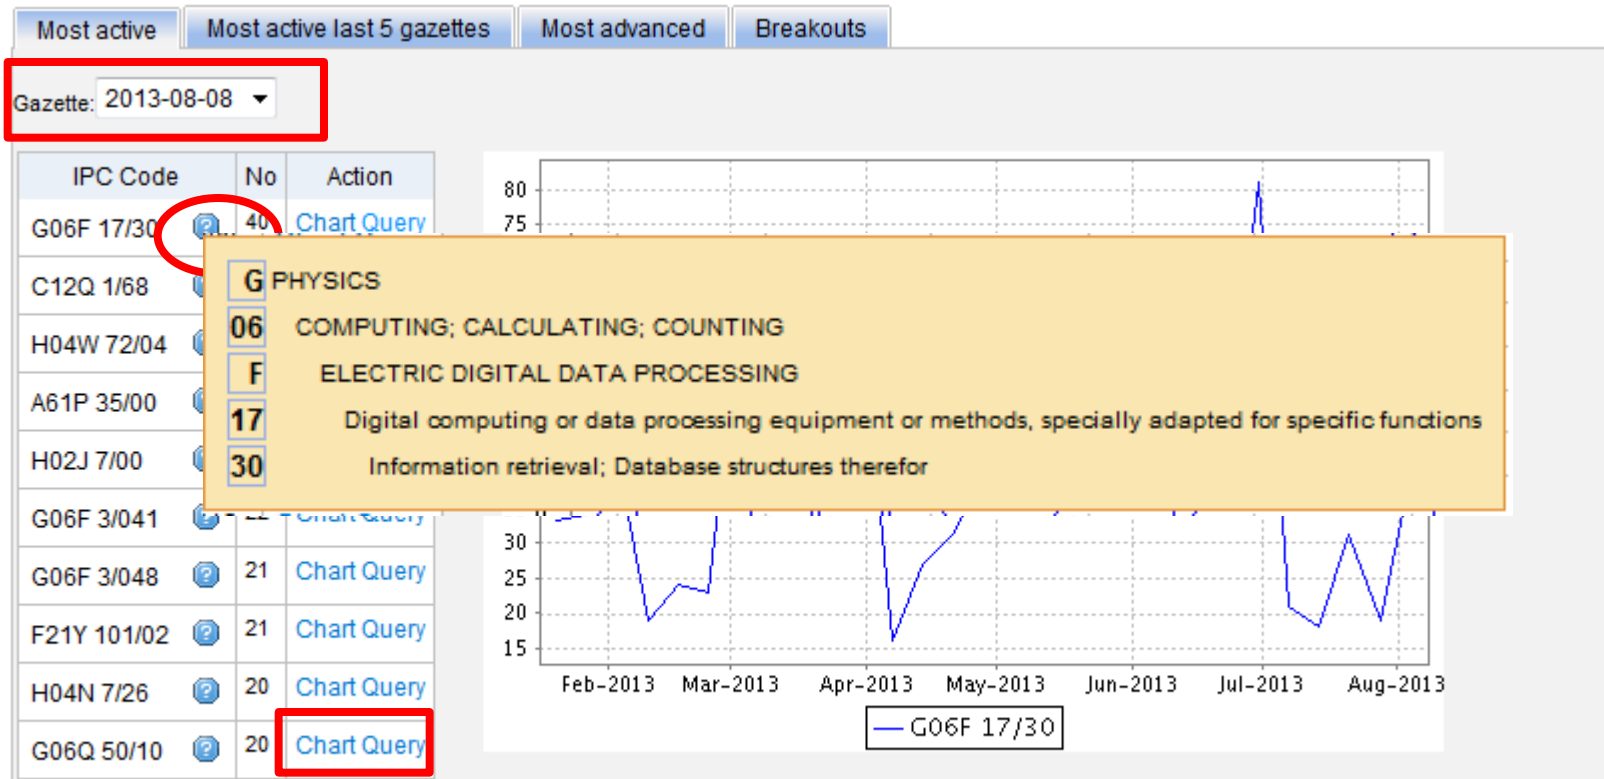 Most active Most active last 5 gazettes Most advanced Breakouts
Gazette: 2013-08-08
IPC Code No Action
G06F 17/30 40 Chart Query
C12Q 1/68
H04W 72/04
A61P 35/00
H02J 7/00
G06F 3/041 22 Chart Query
G06F 3/048 21 Chart Query
F21Y 101/02 21 Chart Query
H04N 7/26 20 Chart Query
G06Q 50/10 20 Chart Query
G PHYSICS
06 COMPUTING; CALCULATING; COUNTING
F ELECTRIC DIGITAL DATA PROCESSING
17 Digital computing or data processing equipment or methods, specially adapted for specific functions
30 Information retrieval; Database structures therefor
80
75
30
25
20
15
Feb-2013 Mar-2013 Apr-2013 May-2013 Jun-2013 Jul-2013 Aug-2013
G06F 17/30